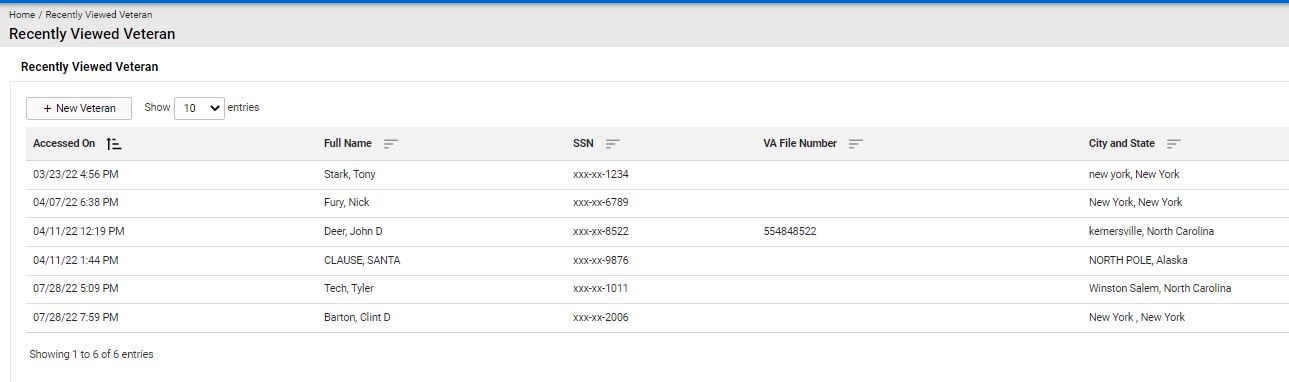 Home / Recently Viewed Veteran
Recently Viewed Veteran
Recently Viewed Veteran
+ New Veteran Show 10 entries
Accessed On Full Name SSN VA File Number City and State
03/23/22 4:56 PM Stark, Tony xxx-xx-1234 new york, New York
04/07/22 6:38 PM Fury, Nick xxx-xx-6789 New York, New York
04/11/22 12:19 PM Deer, John D xxx-xx-8522 554848522 kernersville, North Carolina
04/11/22 1:44 PM CLAUSE, SANTA xxx-xx-9876 NORTH POLE, Alaska
07/28/22 5:09 PM Tech, Tyler xxx-xx-1011 Winston Salem, North Carolina
07/28/22 7:59 PM Barton, Clint D xxx-xx-2006 New York , New York
Showing 1 to 6 of 6 entries